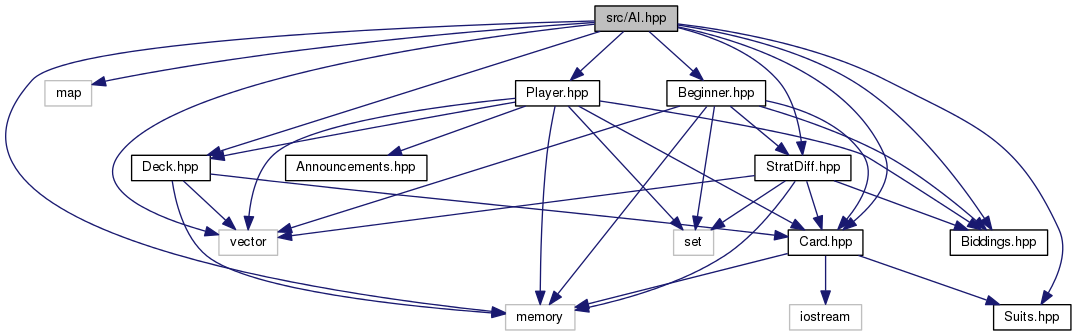 src/AI.hpp
map
Player.hpp
Beginner.hpp
Deck.hpp
Announcements.hpp
StratDiff.hpp
vector
set
Card.hpp
Biddings.hpp
memory
iostream
Suits.hpp